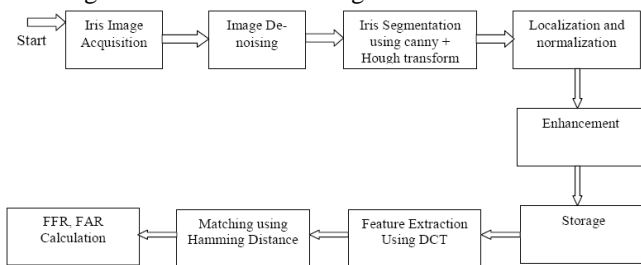 Start
Iris Image
Acquisition
Image De-
noising
Iris Segmentation
using canny +
Hough transform
Localization and
normalization
Enhancement
Storage
Feature Extraction
Using DCT
Matching using
Hamming Distance
FFR, FAR
Calculation